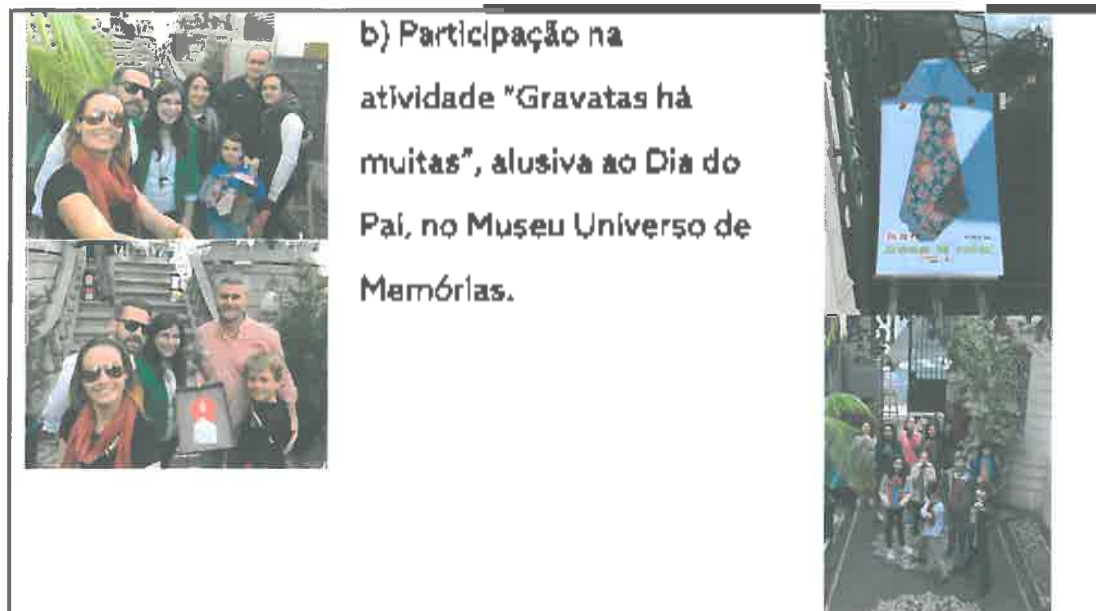 b) Participação na
atividade "Gravatas há
muitas", alusiva ao Dia do
Pai, no Museu Universo de
Memórias.